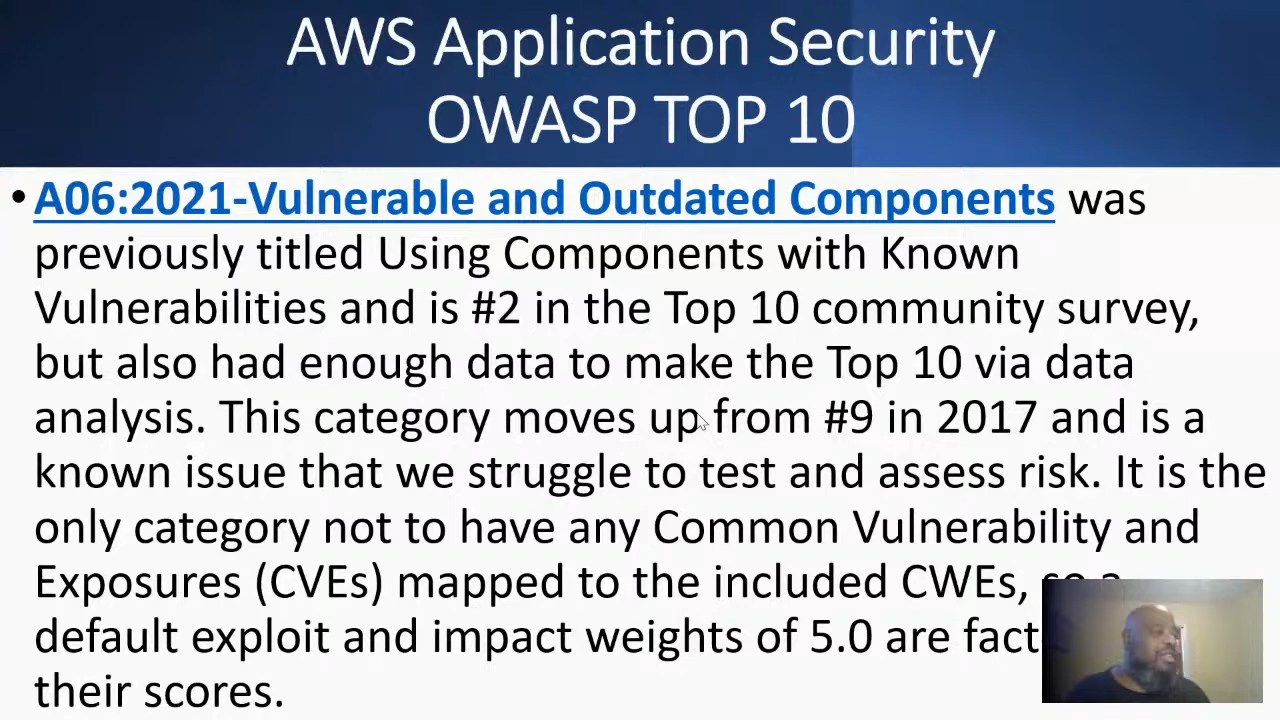 AWS Application Security
OWASP TOP 10
• A06:2021-Vulnerable and Outdated Components was
previously titled Using Components with Known
Vulnerabilities and is #2 in the Top 10 community survey,
but also had enough data to make the Top 10 via data
analysis. This category moves up from #9 in 2017 and is a
known issue that we struggle to test and assess risk. It is the
only category not to have any Common Vulnerability and
Exposures (CVEs) mapped to the included CWEs, so a
default exploit and impact weights of 5.0 are
their scores.